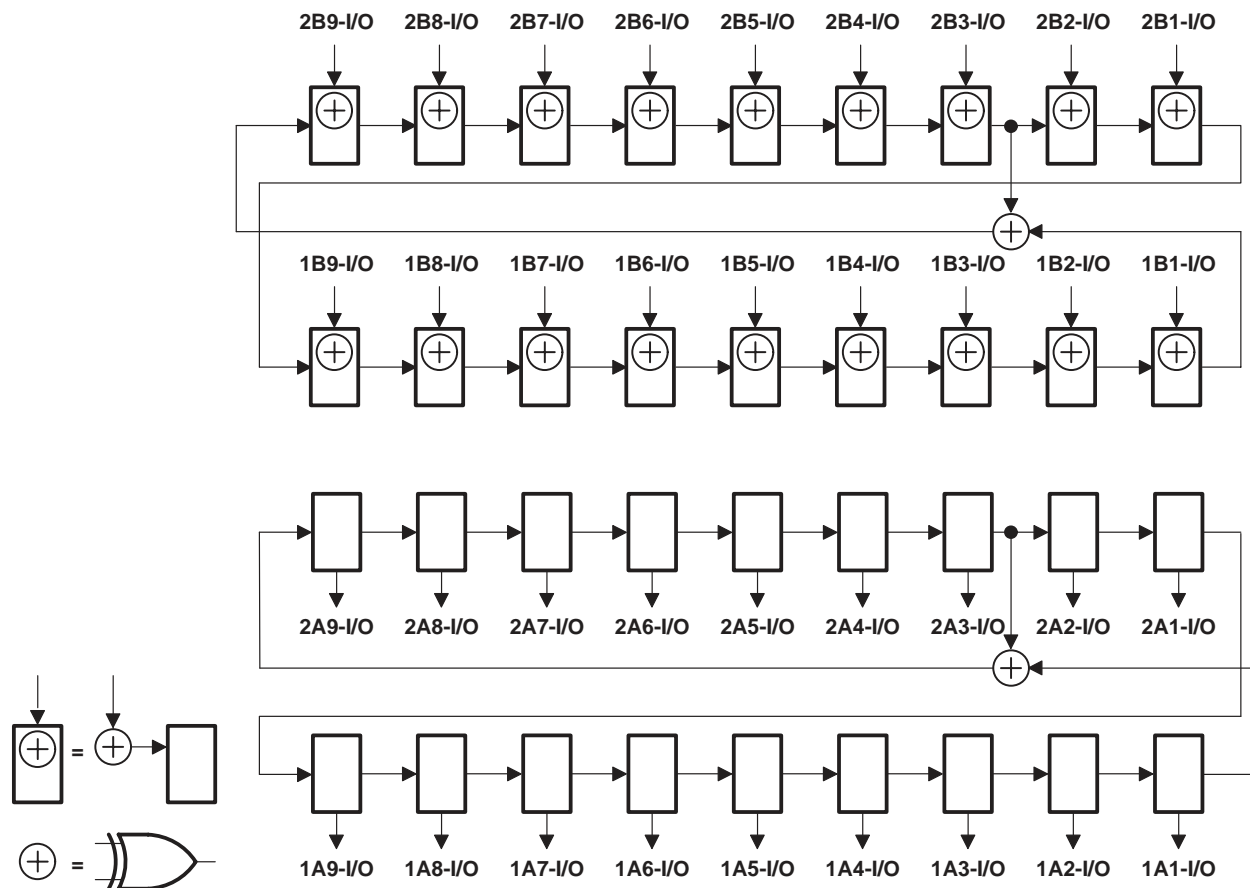 2B9-I/O 2B8-I/O 2B7-I/O 2B6-I/O 2B5-I/O 2B4-I/O 2B3-I/O 2B2-I/O 2B1-I/O
1B9-I/O 1B8-I/O 1B7-I/O 1B6-I/O 1B5-I/O 1B4-I/O 1B3-I/O 1B2-I/O 1B1-I/O
2A9-I/O 2A8-I/O 2A7-I/O 2A6-I/O 2A5-I/O 2A4-I/O 2A3-I/O 2A2-I/O 2A1-I/O
=
=
1A9-I/O 1A8-I/O 1A7-I/O 1A6-I/O 1A5-I/O 1A4-I/O 1A3-I/O 1A2-I/O 1A1-I/O